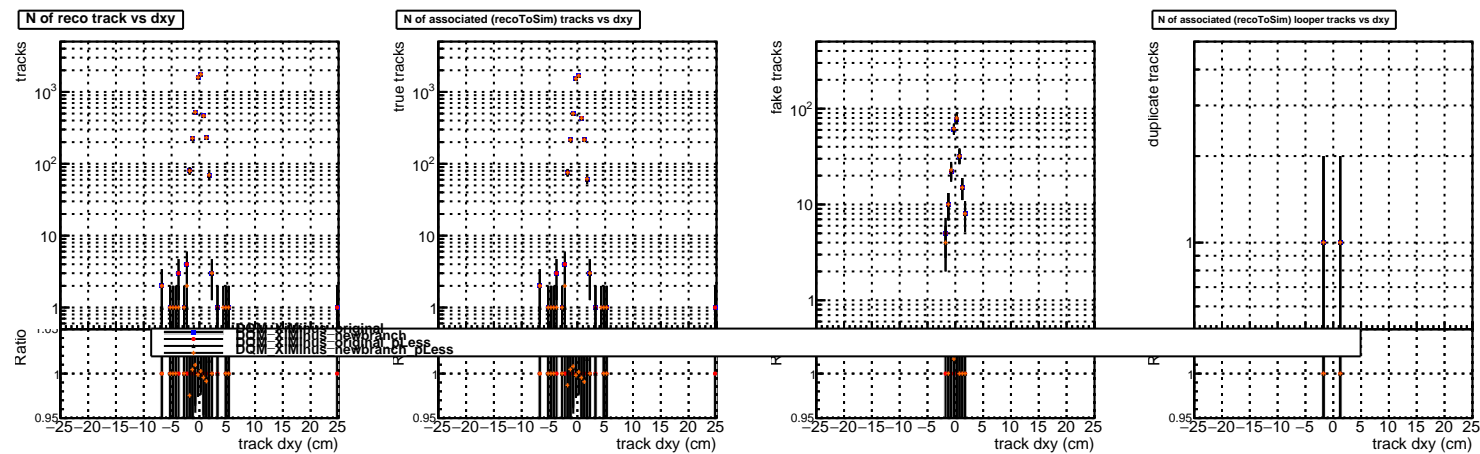 N of reco track vs dxy
tracks
10³
10²
10
1
Ratio
1
0.95
−25 −20 −15 −10 −5 0 5 10 15 20 25
track dxy (cm)
N of associated (recoToSim) tracks vs dxy
true tracks
10³
10²
10
1
Ratio
1
0.95
−25 −20 −15 −10 −5 0 5 10 15 20 25
track dxy (cm)
fake tracks
10²
10
1
1
0.95
−25 −20 −15 −10 −5 0 5 10 15 20 25
track dxy (cm)
N of associated (recoToSim) looper tracks vs dxy
duplicate tracks
1
1
0.95
−25 −20 −15 −10 −5 0 5 10 15 20 25
track dxy (cm)
DQM_XiMinus_original
DQM_XiMinus_newbranch
DQM_XiMinus_original_pLess
DQM_XiMinus_newbranch_pLess